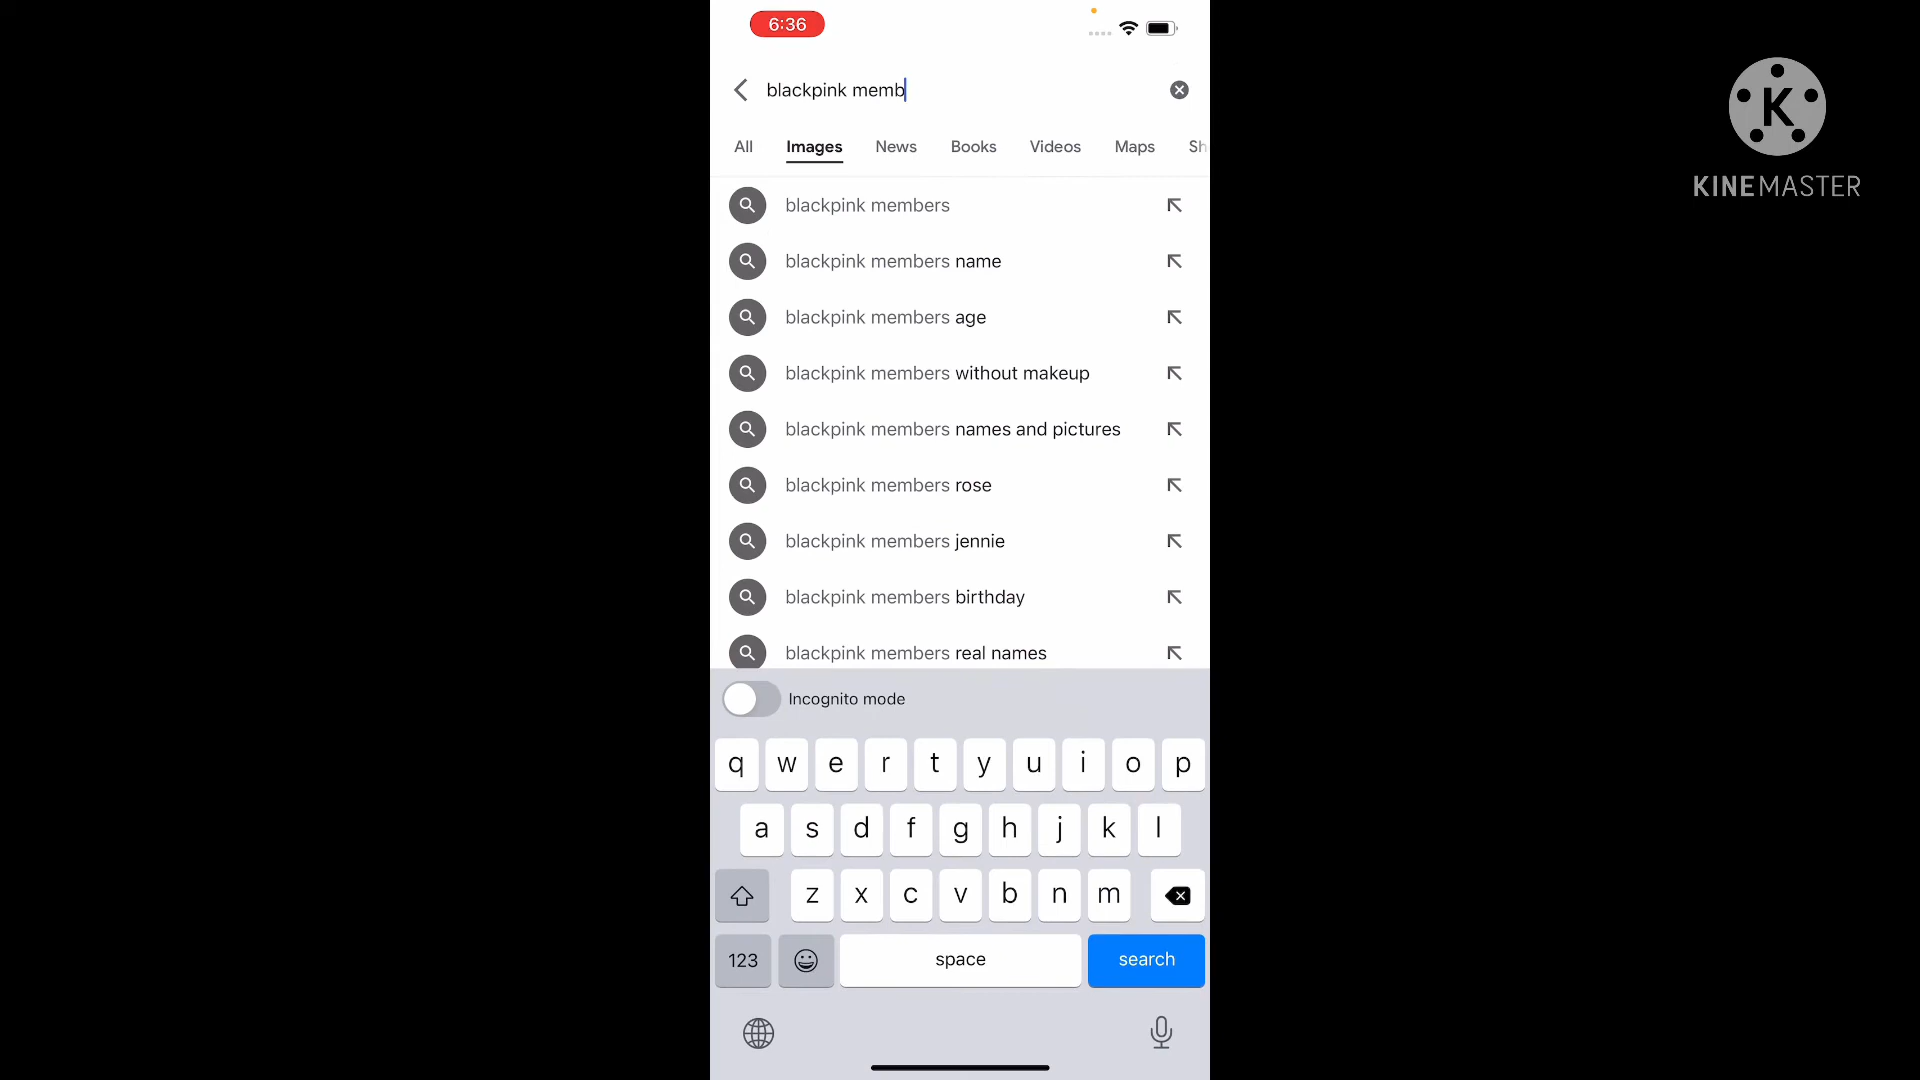 6:36
blackpink memb
All Images News Books Videos Maps Sh
blackpink members
blackpink members name
blackpink members age
blackpink members without makeup
blackpink members names and pictures
blackpink members rose
blackpink members jennie
blackpink members birthday
blackpink members real names
Incognito mode
q w e r t y u i o p
a s d f g h j k l
z x c v b n m
123 space search
K
KINEMASTER